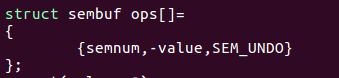 struct sembuf ops[]=
{
{semnum,-value,SEM_UNDO}
};